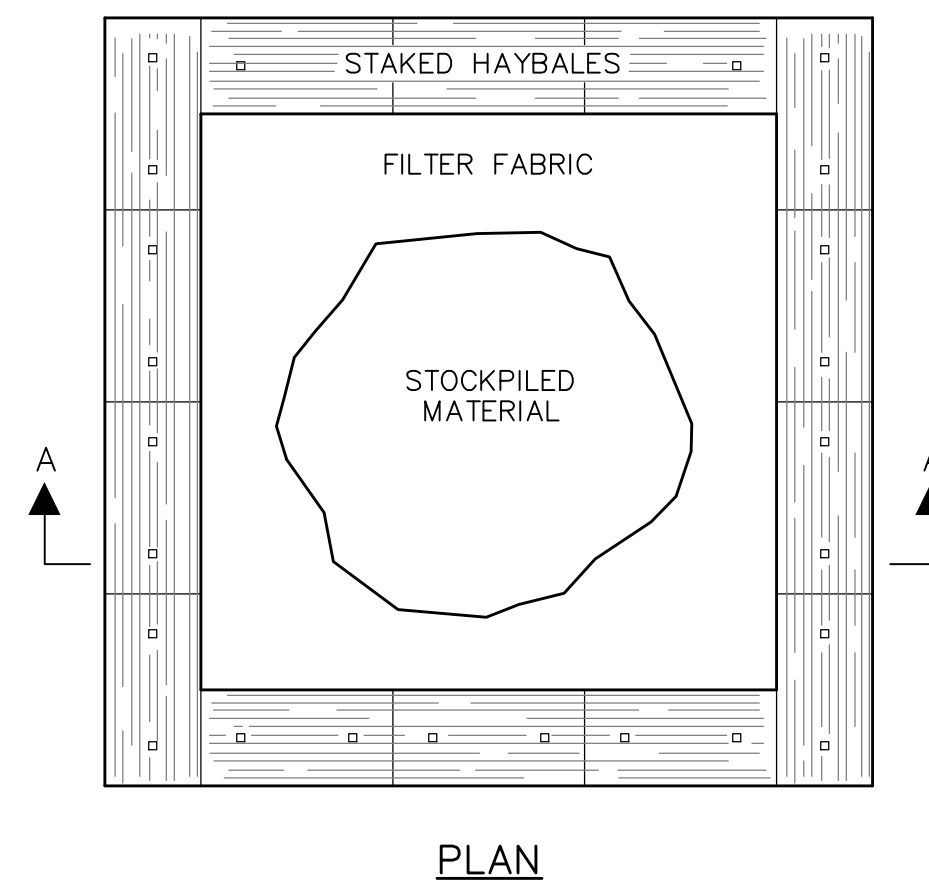 STAKED HAYBALES
FILTER FABRIC
STOCKPILED
MATERIAL
A
A
PLAN